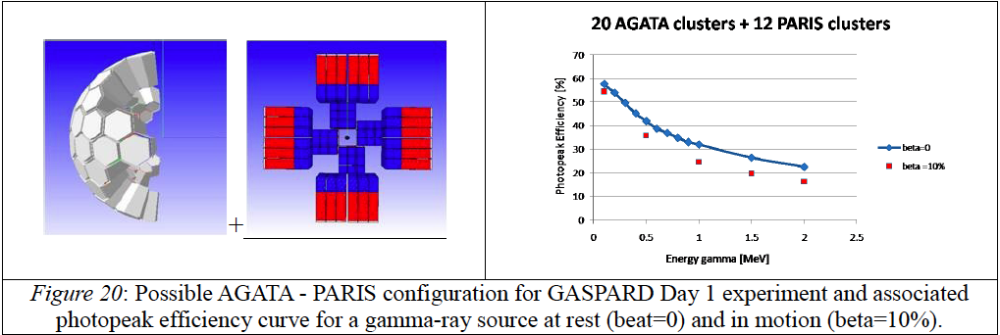 20 AGATA clusters + 12 PARIS clusters
70
60
50
40
30
20
10
0
Photopeak Efficiency [%]
0
0.5
1
1.5
2
2.5
Energy gamma [MeV]
beta=0
beta =10%
+
Figure 20: Possible AGATA - PARIS configuration for GASPARD Day 1 experiment and associated
photopeak efficiency curve for a gamma-ray source at rest (beat=0) and in motion (beta=10%).